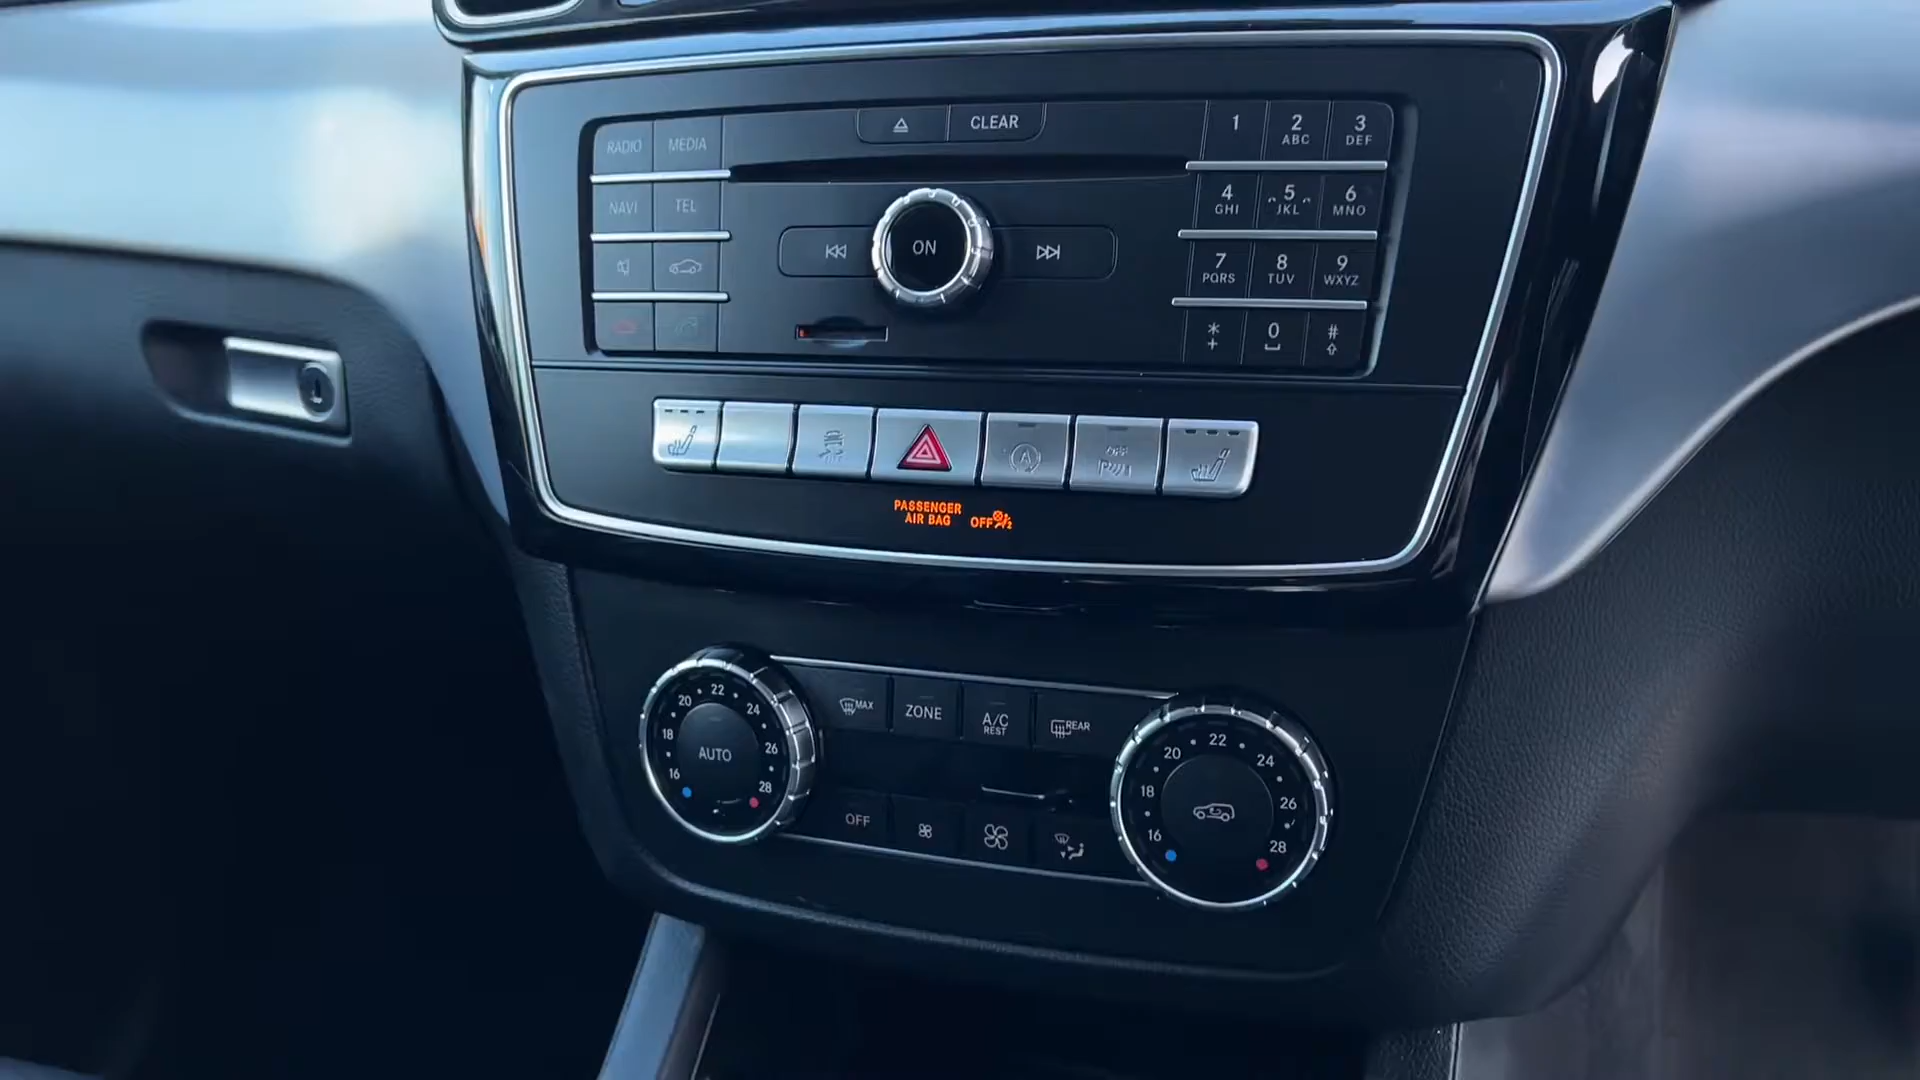 RADIO MEDIA
CLEAR
1 2 3
ABC DEF
NAVI TEL
ON
4 5 6
GHI JKL MNO
7 8 9
PQRS TUV WXYZ
* 0 #
+
OFF
PASSENGER
AIR BAG OFF
16 18 20 22 24 26 28
AUTO
MAX ZONE A/C REAR
REST
OFF
16 18 20 22 24 26 28